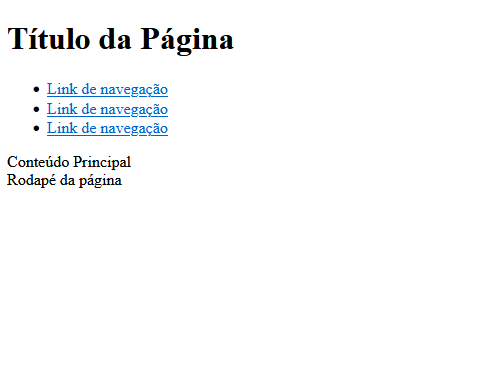 Título da Página
Link de navegação
Link de navegação
Link de navegação
Conteúdo Principal
Rodapé da página